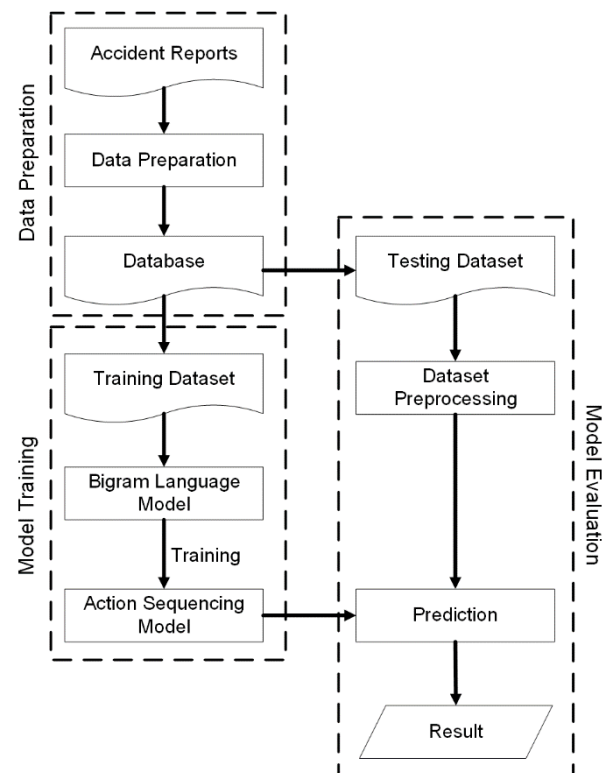 Data Preparation
Accident Reports
Data Preparation
Database
Model Training
Training Dataset
Bigram Language
Model
Training
Action Sequencing
Model
Model Evaluation
Testing Dataset
Dataset
Preprocessing
Prediction
Result